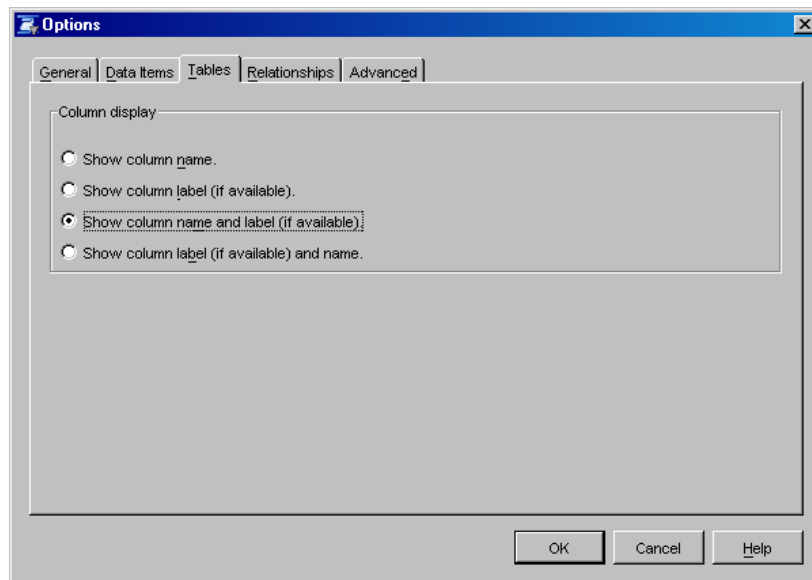 Options
General Data Items Tables Relationships Advanced
Column display
Show column name.
Show column label (if available).
Show column name and label (if available).
Show column label (if available) and name.
OK Cancel Help